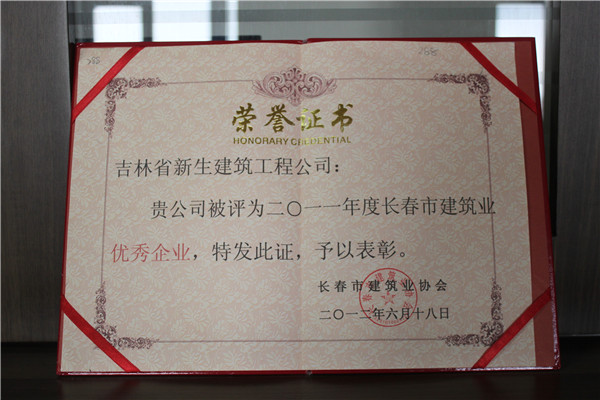 荣誉证书
HONORARY CREDENTIAL
吉林省新生建筑工程公司：
贵公司被评为二〇一一年度长春市建筑业
优秀企业，特发此证，予以表彰。
长春市建筑业协会
二〇一二年六月十八日